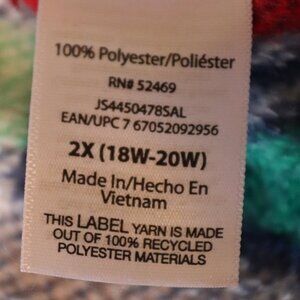 100% Polyester/Poliéster
RN# 52469
JS4450478SAL
EAN/UPC 7 67052092956
2X (18W-20W)
Made In/Hecho En
Vietnam
THIS LABEL YARN IS MADE
OUT OF 100% RECYCLED
POLYESTER MATERIALS